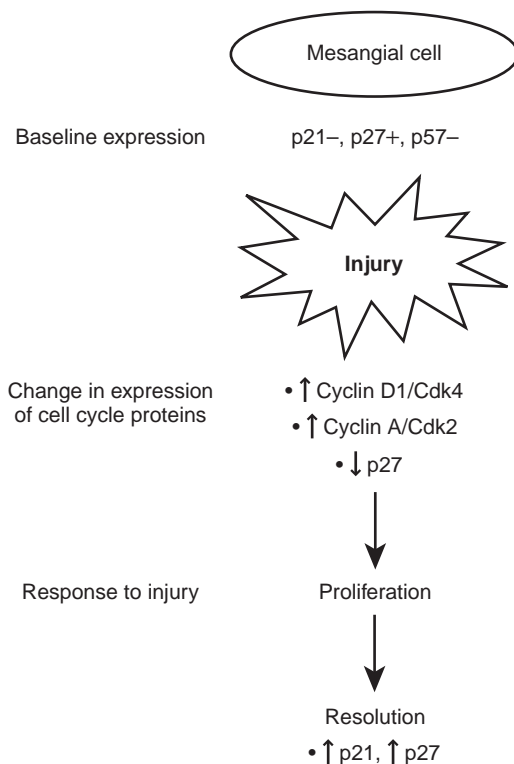 Mesangial cell
Baseline expression p21–, p27+, p57–
Injury
Change in expression
of cell cycle proteins
• ↑ Cyclin D1/Cdk4
• ↑ Cyclin A/Cdk2
• ↓ p27
Response to injury Proliferation
Resolution
• ↑ p21, ↑ p27